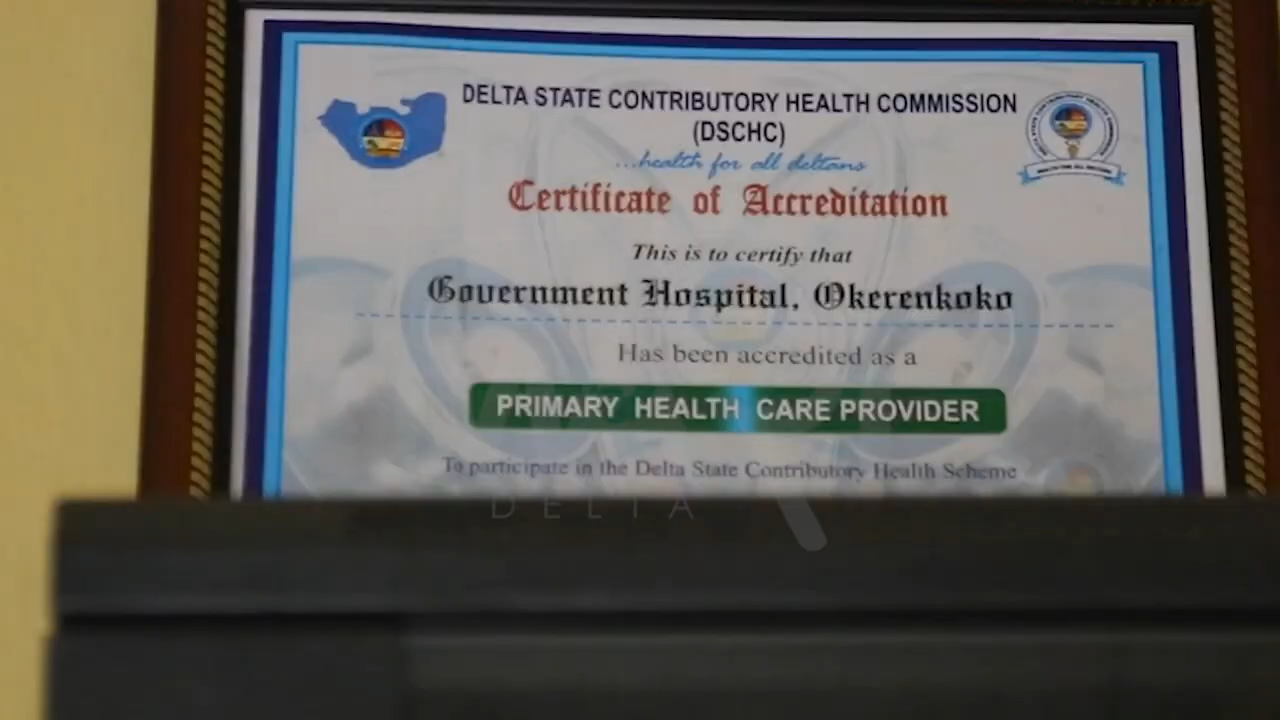 DELTA STATE CONTRIBUTORY HEALTH COMMISSION
(DSCHC)
...health for all deltans
Certificate of Accreditation
This is to certify that
Government Hospital, Okerenkoko
Has been accredited as a
PRIMARY HEALTH CARE PROVIDER
To participate in the Delta State Contributory Health Scheme
DELTA